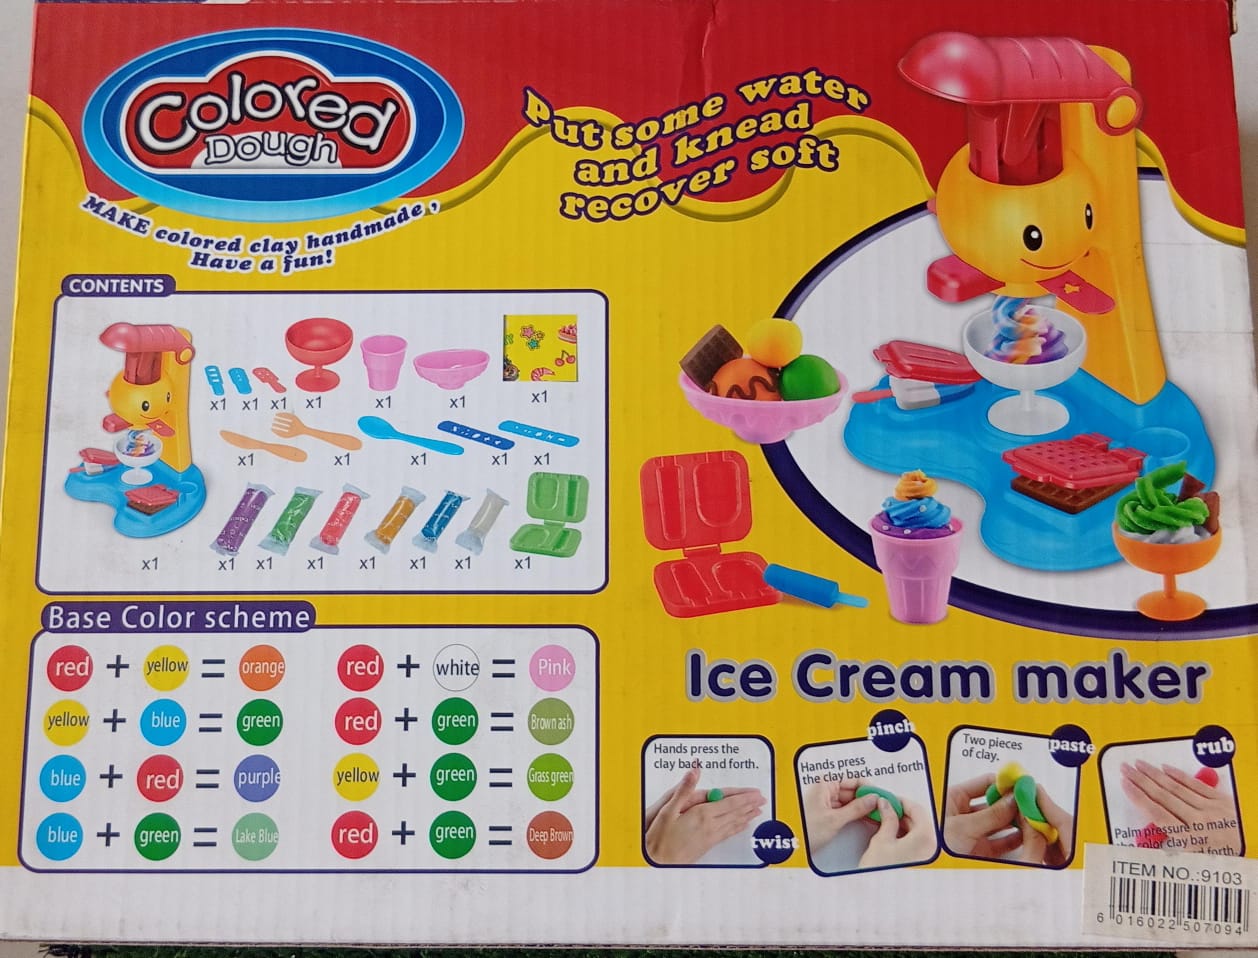 Colored
Dough
MAKE colored clay handmade,
Have a fun!
Put some water
and knead
recover soft
CONTENTS
x1 x1 x1 x1 x1 x1 x1
x1 x1 x1 x1 x1
x1 x1 x1 x1 x1 x1 x1 x1
Base Color scheme
red + yellow = orange
yellow + blue = green
blue + red = purple
blue + green = Lake Blue
red + white = Pink
red + green = Brown ash
yellow + green = Grass green
red + green = Deep Brown
Ice Cream maker
Hands press the
clay back and forth.
twist
pinch
Hands press
the clay back and forth
Two pieces
of clay.
paste
rub
Palm pressure to make
the color clay bar
forth.
ITEM NO.:9103
6 016022 507094